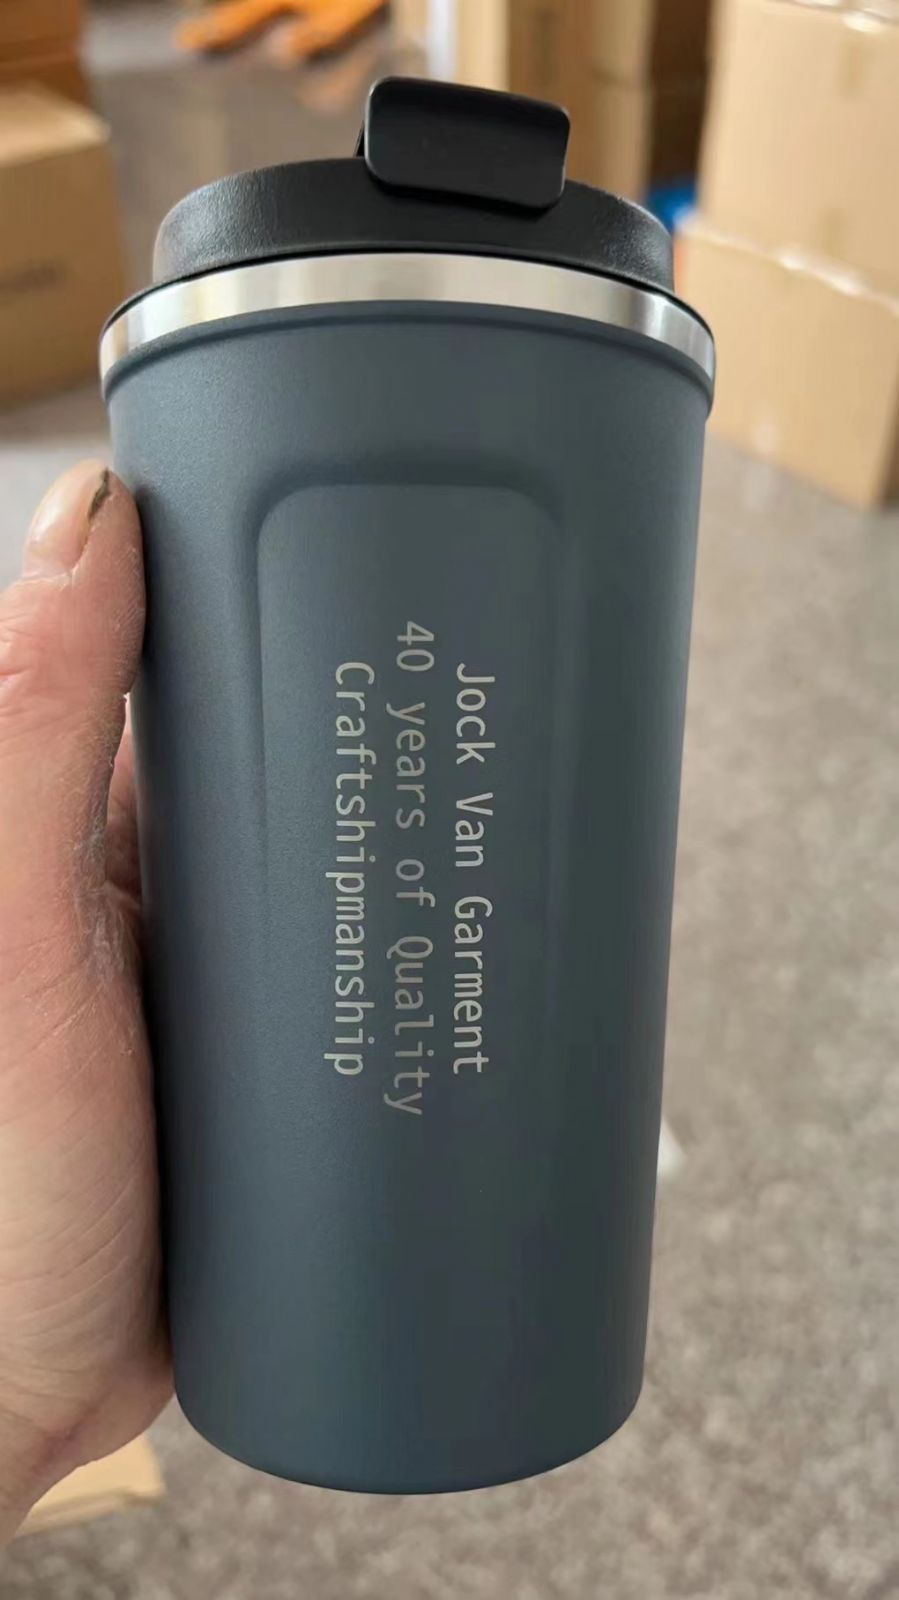 Jock Van Garment
40 years of Quality
Craftshipmanship